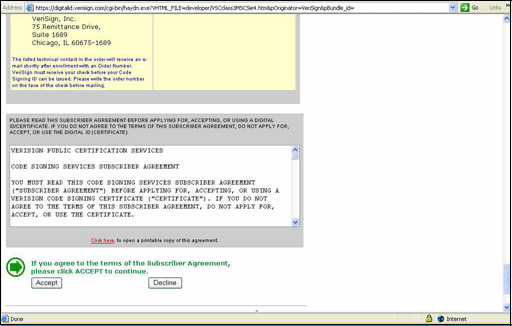 Address
https://digitalid.verisign.com/cgi-bin/haydn.exe?VHTML_FILE=developer/VSCclass3MSCSe4.htm&pOriginator=VeriSign&pBundle_id=
Go
Links
VeriSign, Inc.
75 Remittance Drive,
Suite 1689
Chicago, IL 60675-1689
The listed technical contact in the order will receive an e-
mail shortly after enrollment with an Order Number.
VeriSign must receive your check before your Code
Signing ID can be issued. Please write the order number
on the face of the check before mailing.
PLEASE READ THIS SUBSCRIBER AGREEMENT BEFORE APPLYING FOR, ACCEPTING, OR USING A DIGITAL
ID/CERTIFICATE. IF YOU DO NOT AGREE TO THE TERMS OF THIS SUBSCRIBER AGREEMENT, DO NOT APPLY FOR,
ACCEPT, OR USE THE DIGITAL ID (CERTIFICATE).
VERISIGN PUBLIC CERTIFICATION SERVICES
CODE SIGNING SERVICES SUBSCRIBER AGREEMENT
YOU MUST READ THIS CODE SIGNING SERVICES SUBSCRIBER AGREEMENT
("SUBSCRIBER AGREEMENT") BEFORE APPLYING FOR, ACCEPTING, OR USING A
VERISIGN CODE SIGNING CERTIFICATE ("CERTIFICATE"). IF YOU DO NOT
AGREE TO THE TERMS OF THIS SUBSCRIBER AGREEMENT, DO NOT APPLY FOR,
ACCEPT, OR USE THE CERTIFICATE.
Click here, to open a printable copy of this agreement.
If you agree to the terms of the Subscriber Agreement,
please click ACCEPT to continue.
Accept
Decline
Done
Internet